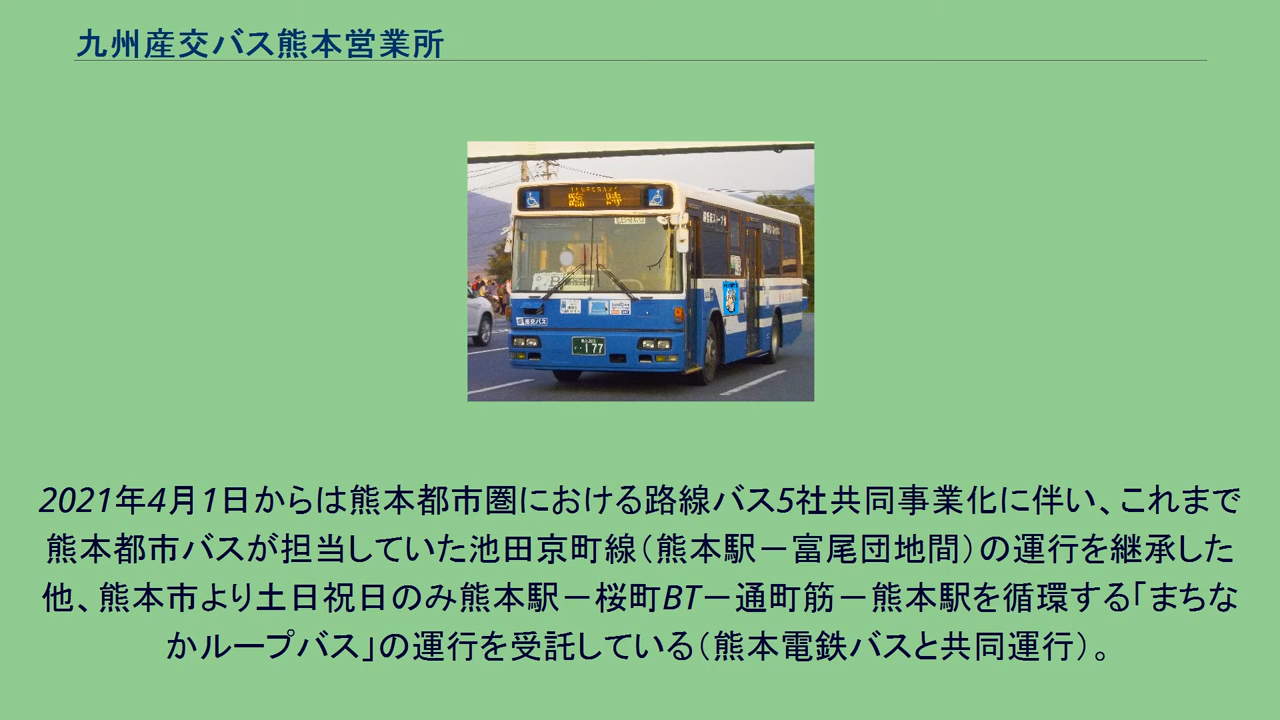 九州産交バス熊本営業所
臨時
産交バス
177
2021年4月1日からは熊本都市圏における路線バス5社共同事業化に伴い、これまで
熊本都市バスが担当していた池田京町線（熊本駅－富尾団地間）の運行を継承した
他、熊本市より土日祝日のみ熊本駅－桜町BT－通町筋－熊本駅を循環する「まちな
かループバス」の運行を受託している（熊本電鉄バスと共同運行）。